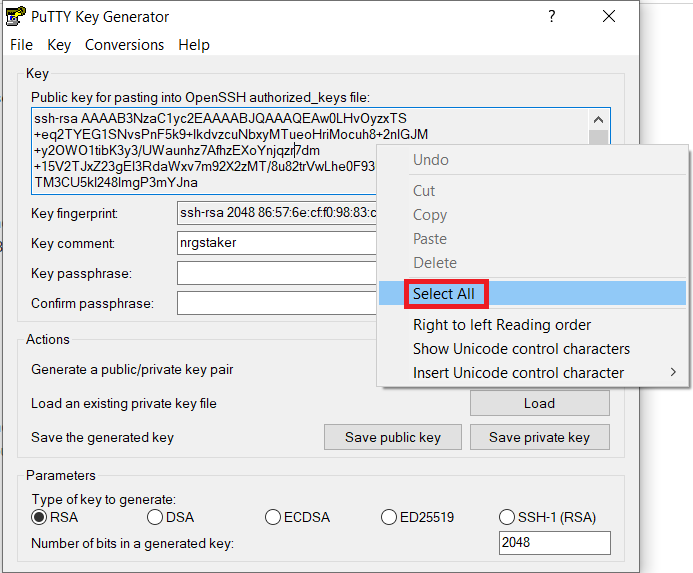 PuTTY Key Generator
? ×
File Key Conversions Help
Key
Public key for pasting into OpenSSH authorized_keys file:
ssh-rsa AAAAB3NzaC1yc2EAAAABJQAAAQEAw0LHvOyzxTS
+eq2TYEG1SNvsPnF5k9+lkdvzcuNbxyMTueoHriMocuh8+2nlGJM
+y2OWO1tibK3y3/UWaunhz7AfhzEXoYnjqzr7dm
+15V2TJxZ23gEl3RdaWxv7m92X2zMT/8u82trVwLhe0F93
TM3CU5kl248lmgP3mYJna
Key fingerprint: ssh-rsa 2048 86:57:6e:cf:f0:98:83:c
Key comment: nrgstaker
Key passphrase:
Confirm passphrase:
Undo
Cut
Copy
Paste
Delete
Select All
Right to left Reading order
Show Unicode control characters
Insert Unicode control character >
Actions
Generate a public/private key pair
Load an existing private key file Load
Save the generated key Save public key Save private key
Parameters
Type of key to generate:
RSA DSA ECDSA ED25519 SSH-1 (RSA)
Number of bits in a generated key: 2048